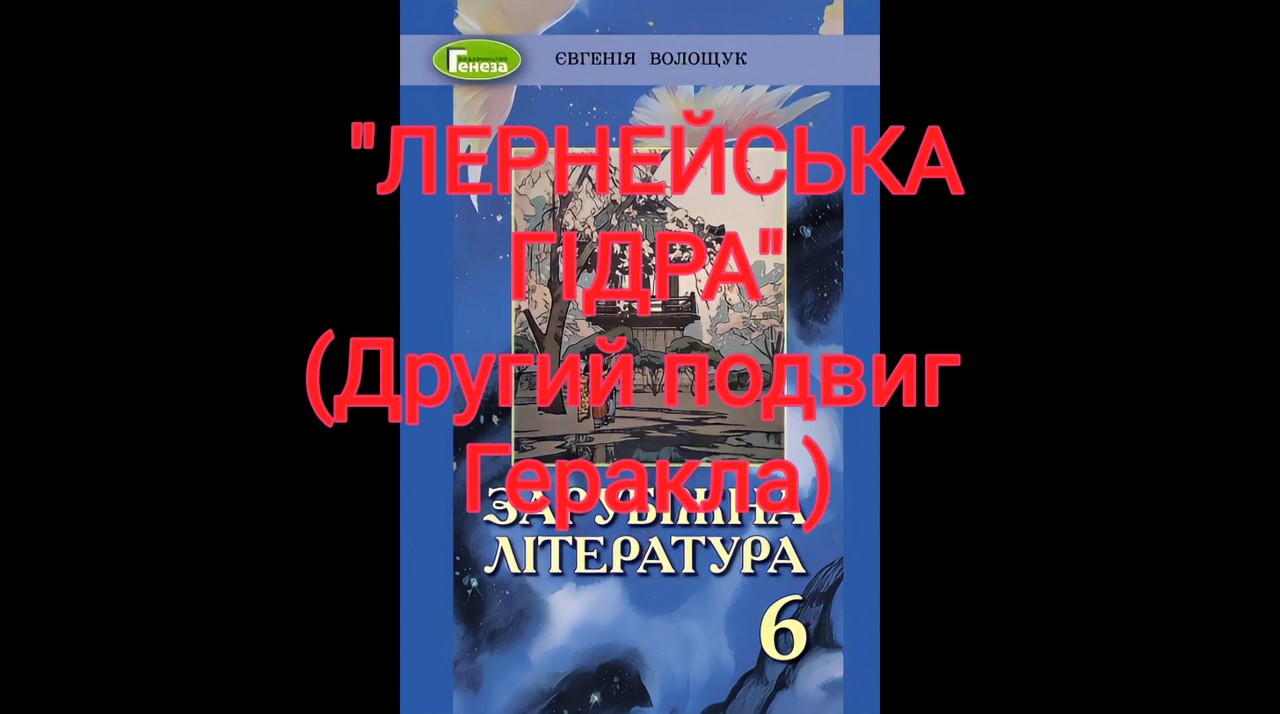 Генеза
ЄВГЕНІЯ ВОЛОЩУК
"ЛЕРНЕЙСЬКА
ГІДРА"
(Другий подвиг
Геракла)
ЗАРУБІЖНА
ЛІТЕРАТУРА
6